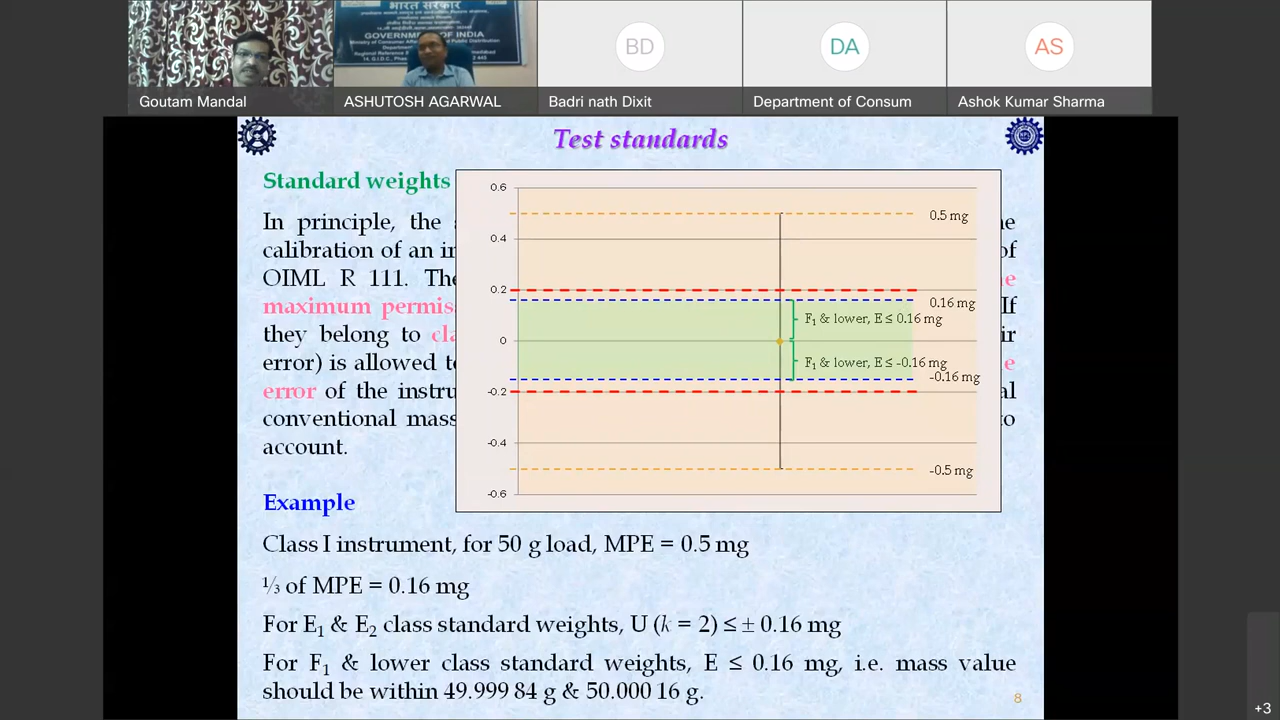 भारत सरकार
GOVERNMENT OF INDIA
Goutam Mandal
ASHUTOSH AGARWAL
BD
Badri nath Dixit
DA
Department of Consum
AS
Ashok Kumar Sharma
Test standards
Standard weights
In principle, the
calibration of an in
of
OIML R 111. The
maximum permis
If
they belong to cla
ir
error) is allowed to
error of the instru
conventional mass
account.
0.6
0.4
0.2
0
-0.2
-0.4
-0.6
0.5 mg
0.16 mg
F₁ & lower, E ≤ 0.16 mg
F₁ & lower, E ≤ -0.16 mg
-0.16 mg
-0.5 mg
Example
Class I instrument, for 50 g load, MPE = 0.5 mg
⅓ of MPE = 0.16 mg
For E₁ & E₂ class standard weights, U (k = 2) ≤ ± 0.16 mg
For F₁ & lower class standard weights, E ≤ 0.16 mg, i.e. mass value
should be within 49.999 84 g & 50.000 16 g.
8
+3